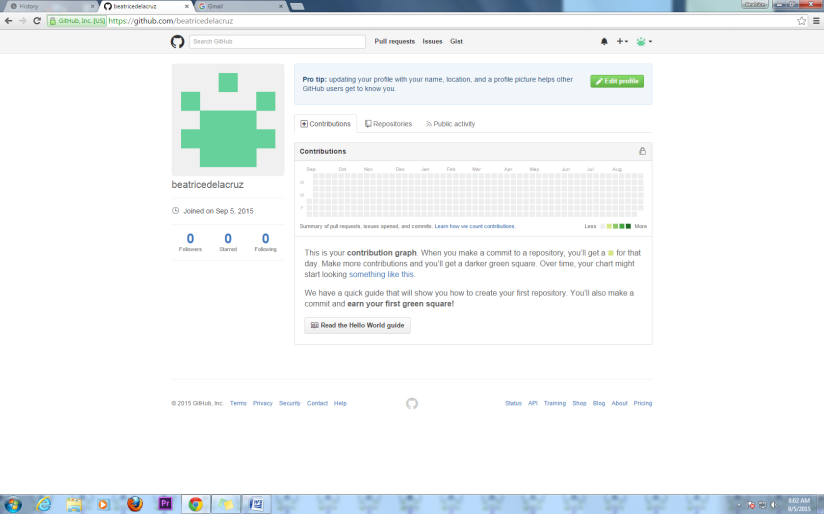 History
beatricedelacruz
Gmail
Beatrice
GitHub, Inc. [US]
https://github.com/beatricedelacruz
Search GitHub
Pull requests
Issues
Gist
Pro tip: updating your profile with your name, location, and a profile picture helps other
GitHub users get to know you.
Edit profile
Contributions
Repositories
Public activity
Contributions
Sep Oct Nov Dec Jan Feb Mar Apr May Jun Jul Aug
M
W
F
Summary of pull requests, issues opened, and commits. Learn how we count contributions.
Less
More
beatricedelacruz
Joined on Sep 5, 2015
0 0 0
Followers Starred Following
This is your contribution graph. When you make a commit to a repository, you'll get a for that
day. Make more contributions and you'll get a darker green square. Over time, your chart might
start looking something like this.
We have a quick guide that will show you how to create your first repository. You'll also make a
commit and earn your first green square!
Read the Hello World guide
© 2015 GitHub, Inc. Terms Privacy Security Contact Help
Status API Training Shop Blog About Pricing
Pr
W
8:02 AM
9/5/2015